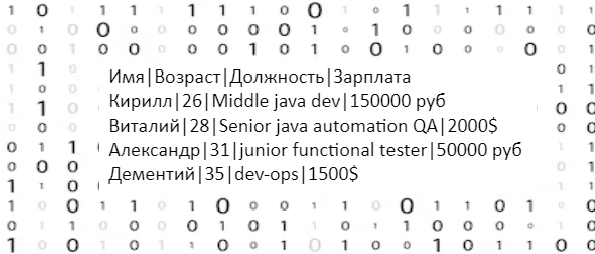 Имя|Возраст|Должность|Зарплата
Кирилл|26|Middle java dev|150000 руб
Виталий|28|Senior java automation QA|2000$
Александр|31|junior functional tester|50000 руб
Дементий|35|dev-ops|1500$